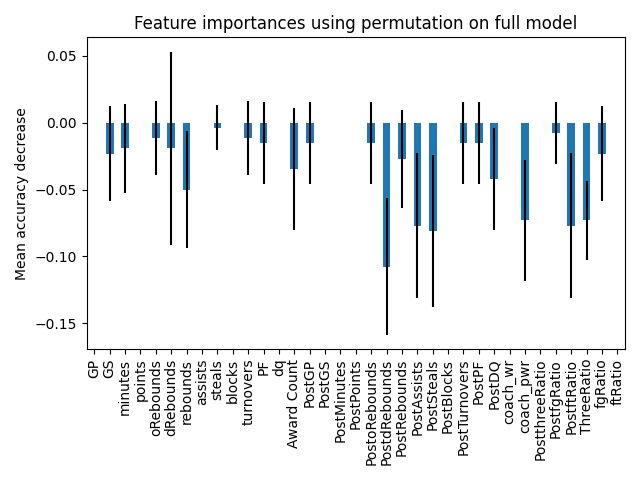 Feature importances using permutation on full model
Mean accuracy decrease
0.05
0.00
−0.05
−0.10
−0.15
GP
GS
minutes
points
oRebounds
dRebounds
rebounds
assists
steals
blocks
turnovers
PF
dq
Award Count
PostGP
PostGS
PostMinutes
PostPoints
PostoRebounds
PostdRebounds
PostRebounds
PostAssists
PostSteals
PostBlocks
PostTurnovers
PostPF
PostDQ
coach_wr
coach_pwr
PostthreeRatio
PostfgRatio
PostftRatio
ThreeRatio
fgRatio
ftRatio